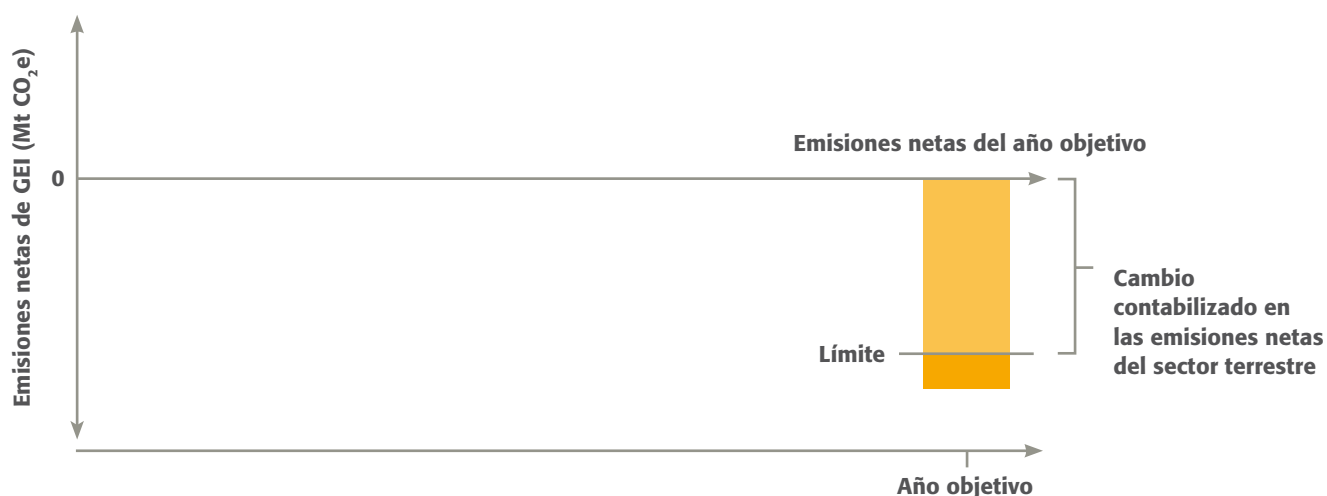 Emisiones netas de GEI (Mt CO₂e)
Emisiones netas del año objetivo
0
Cambio
contabilizado en
las emisiones netas
del sector terrestre
Límite
Año objetivo